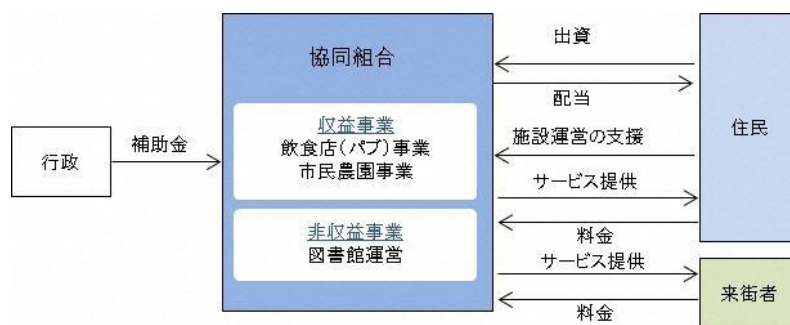 行政
補助金
協同組合
収益事業
飲食店(パブ)事業
市民農園事業
非収益事業
図書館運営
出資
配当
施設運営の支援
サービス提供
料金
サービス提供
料金
住民
来街者